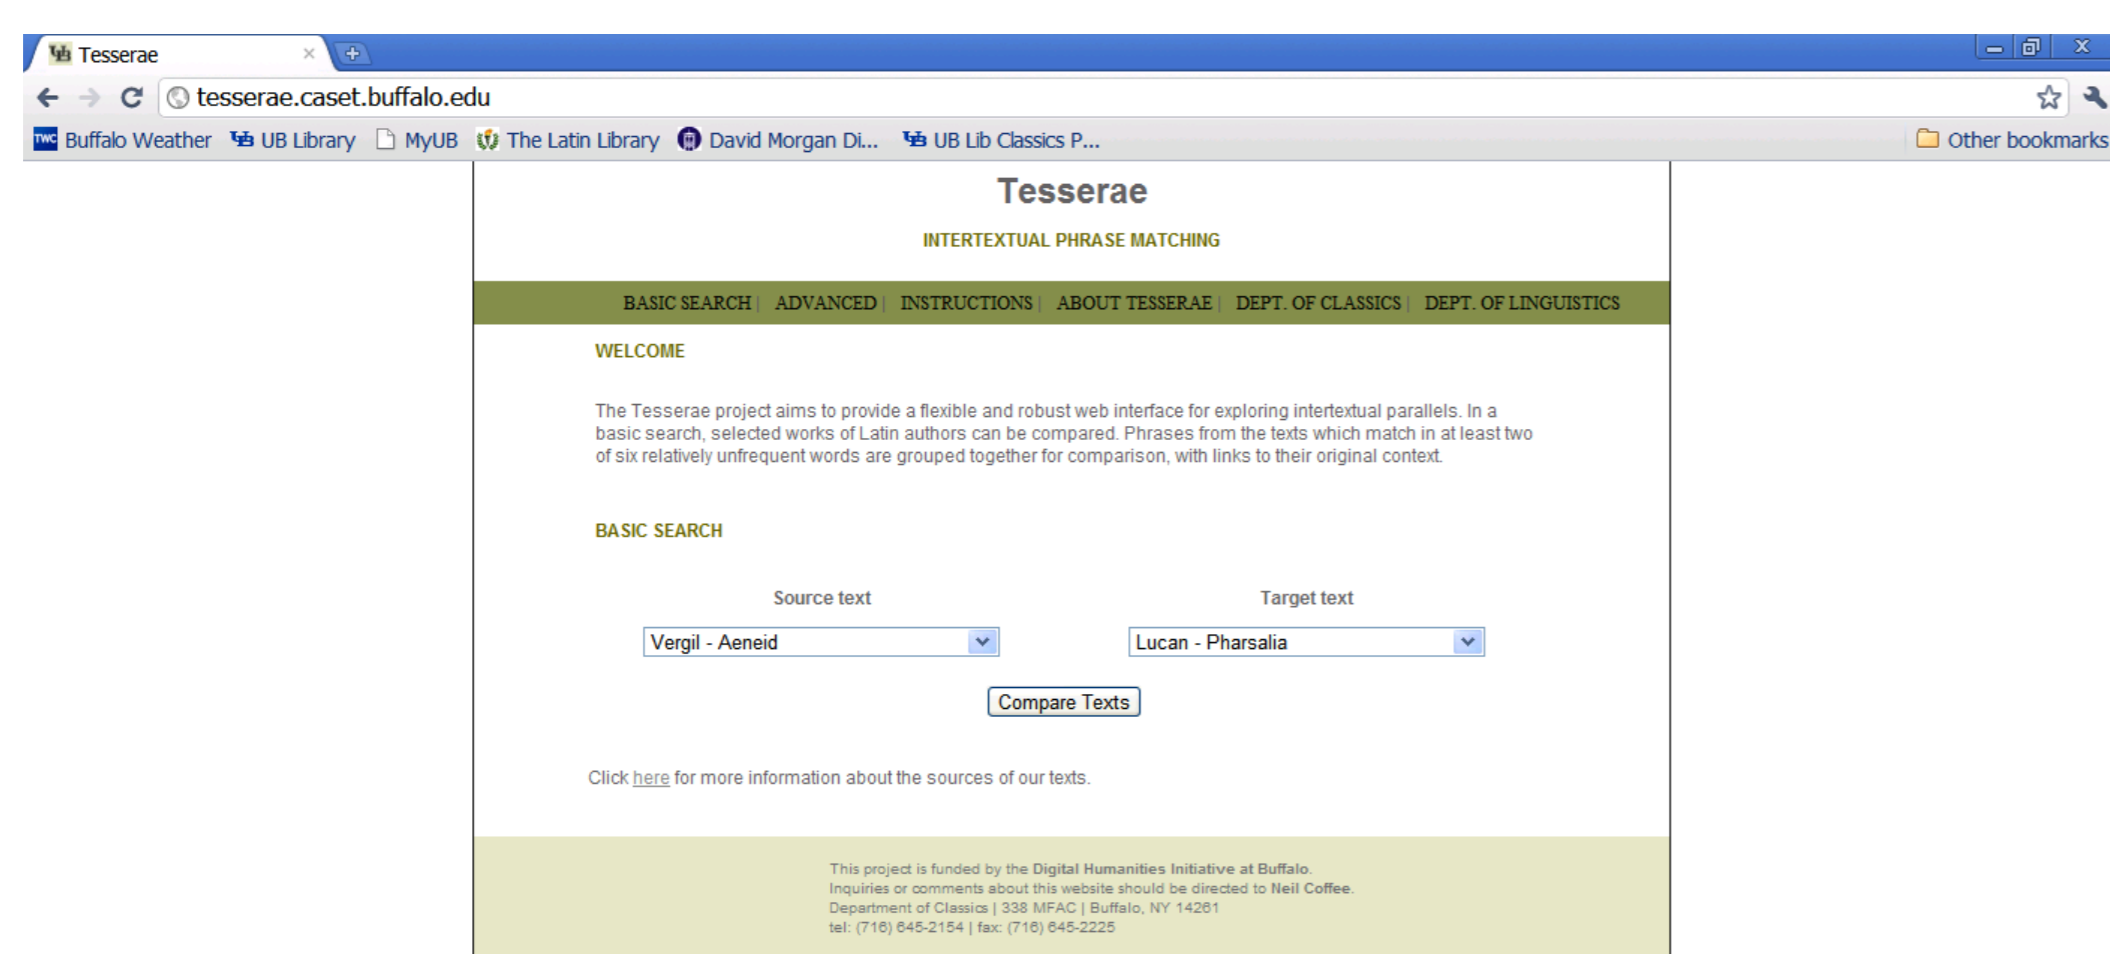 Tesserae
tesserae.caset.buffalo.edu
TWC Buffalo Weather UB UB Library MyUB The Latin Library David Morgan Di... UB UB Lib Classics P... Other bookmarks
Tesserae
INTERTEXTUAL PHRASE MATCHING
BASIC SEARCH | ADVANCED | INSTRUCTIONS | ABOUT TESSERAE | DEPT. OF CLASSICS | DEPT. OF LINGUISTICS
WELCOME
The Tesserae project aims to provide a flexible and robust web interface for exploring intertextual parallels. In a
basic search, selected works of Latin authors can be compared. Phrases from the texts which match in at least two
of six relatively unfrequent words are grouped together for comparison, with links to their original context.
BASIC SEARCH
Source text Target text
Vergil - Aeneid Lucan - Pharsalia
Compare Texts
Click here for more information about the sources of our texts.
This project is funded by the Digital Humanities Initiative at Buffalo.
Inquiries or comments about this website should be directed to Neil Coffee.
Department of Classics | 338 MFAC | Buffalo, NY 14261
tel: (716) 645-2154 | fax: (716) 645-2225